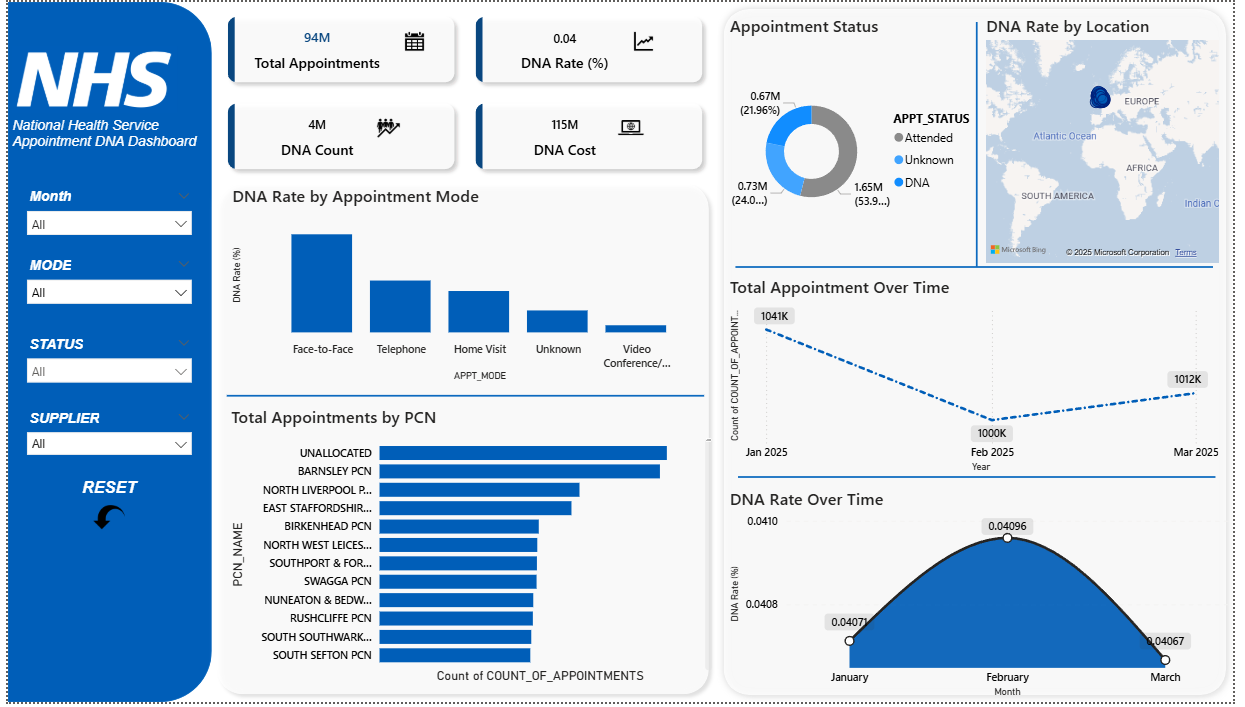 NHS
National Health Service
Appointment DNA Dashboard
Month
All
MODE
All
STATUS
All
SUPPLIER
All
RESET
94M
Total Appointments
0.04
DNA Rate (%)
4M
DNA Count
115M
DNA Cost
DNA Rate by Appointment Mode
DNA Rate (%)
Face-to-Face
Telephone
Home Visit
Unknown
Video
Conference/...
APPT_MODE
Total Appointments by PCN
PCN_NAME
UNALLOCATED
BARNSLEY PCN
NORTH LIVERPOOL P...
EAST STAFFORDSHIR...
BIRKENHEAD PCN
NORTH WEST LEICES...
SOUTHPORT & FOR...
SWAGGA PCN
NUNEATON & BEDW...
RUSHCLIFFE PCN
SOUTH SOUTHWARK...
SOUTH SEFTON PCN
Count of COUNT_OF_APPOINTMENTS
Appointment Status
0.67M
(21.96%)
0.73M
(24.0...)
1.65M
(53.9...)
APPT_STATUS
Attended
Unknown
DNA
DNA Rate by Location
EUROPE
Atlantic Ocean
AFRICA
SOUTH AMERICA
Indian O
Microsoft Bing
© 2025 Microsoft Corporation Terms
Total Appointment Over Time
Count of COUNT_OF_APPOINT...
1041K
1000K
1012K
Jan 2025
Feb 2025
Mar 2025
Year
DNA Rate Over Time
DNA Rate (%)
0.0410
0.0408
0.04071
0.04096
0.04067
January
February
March
Month